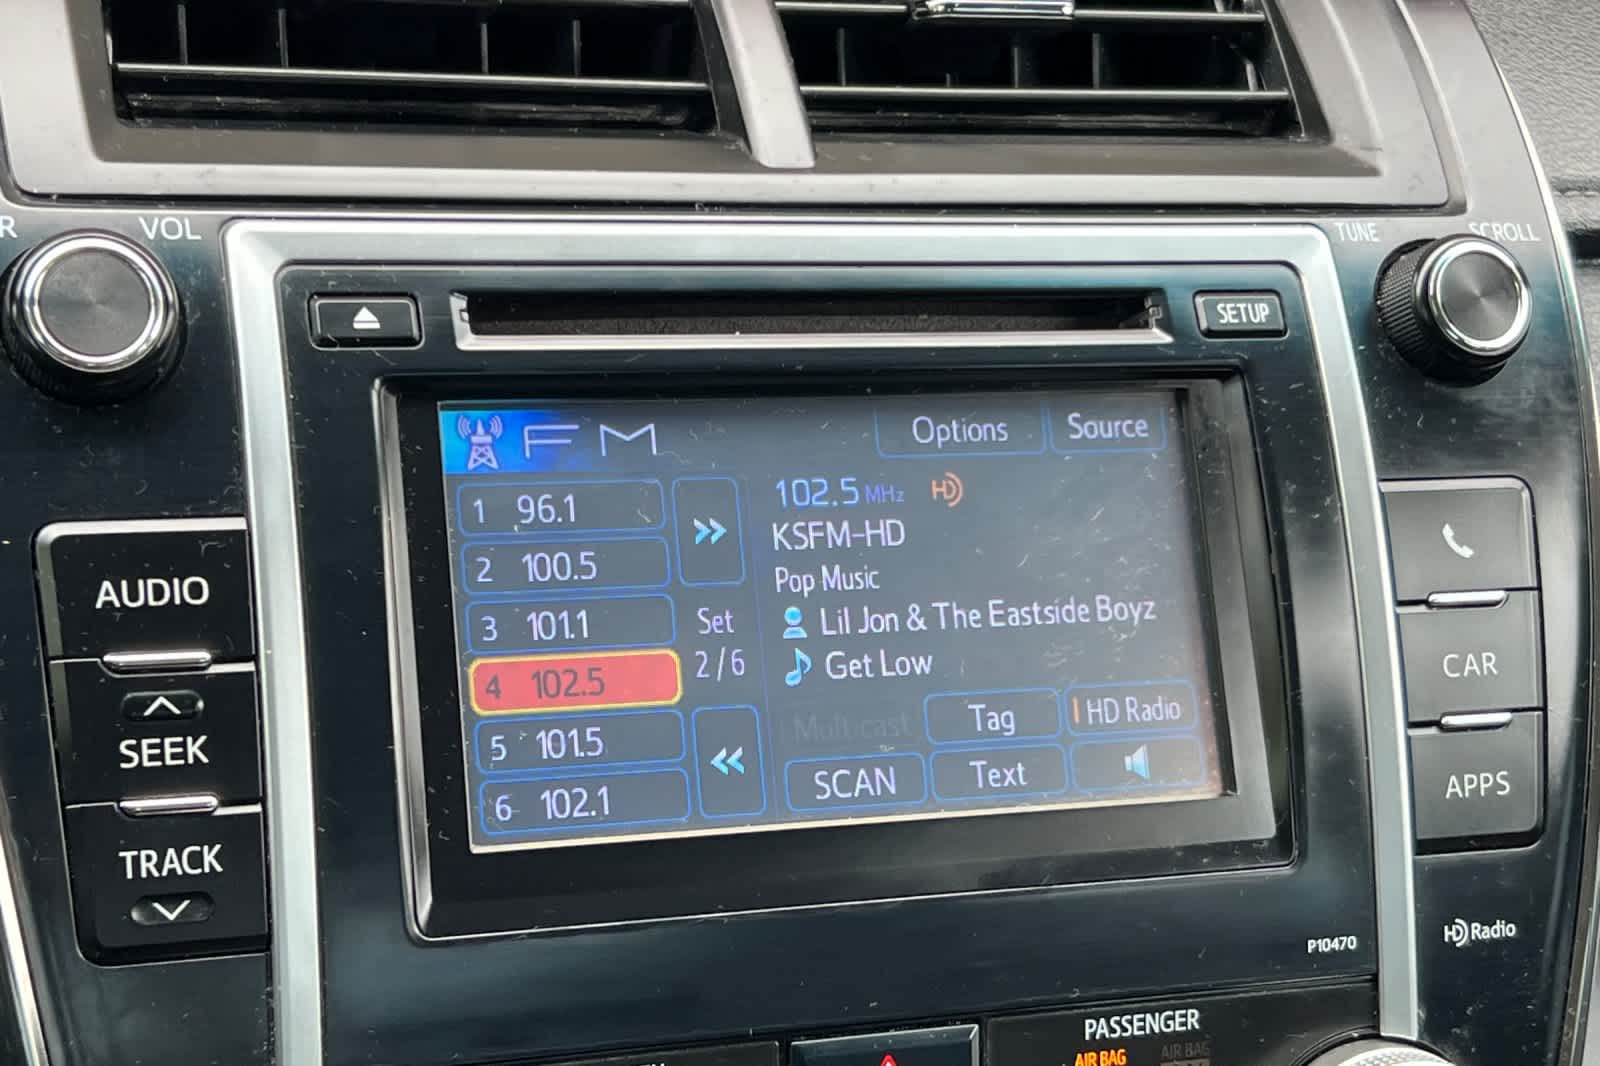 R VOL
TUNE SCROLL
SETUP
FM Options Source
1 96.1
2 100.5
3 101.1
4 102.5
5 101.5
6 102.1
Set
2/6
102.5 MHz HD
KSFM-HD
Pop Music
Lil Jon & The Eastside Boyz
Get Low
Multicast Tag HD Radio
SCAN Text
AUDIO
SEEK
TRACK
CAR
APPS
P10470
HD Radio
PASSENGER
AIR BAG AIR BAG